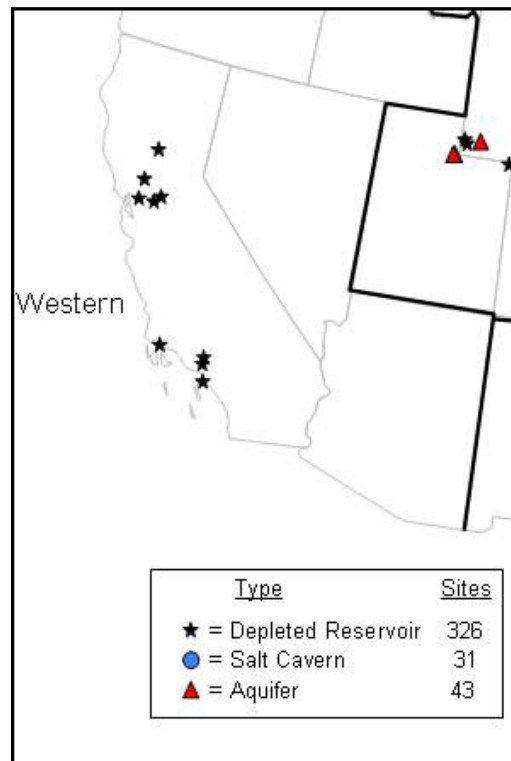 Western
Type Sites
= Depleted Reservoir 326
= Salt Cavern 31
= Aquifer 43